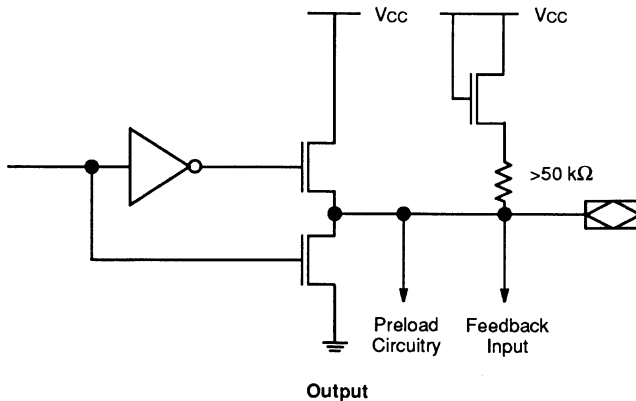 VCC
VCC
>50 kΩ
Preload
Circuitry
Feedback
Input
Output